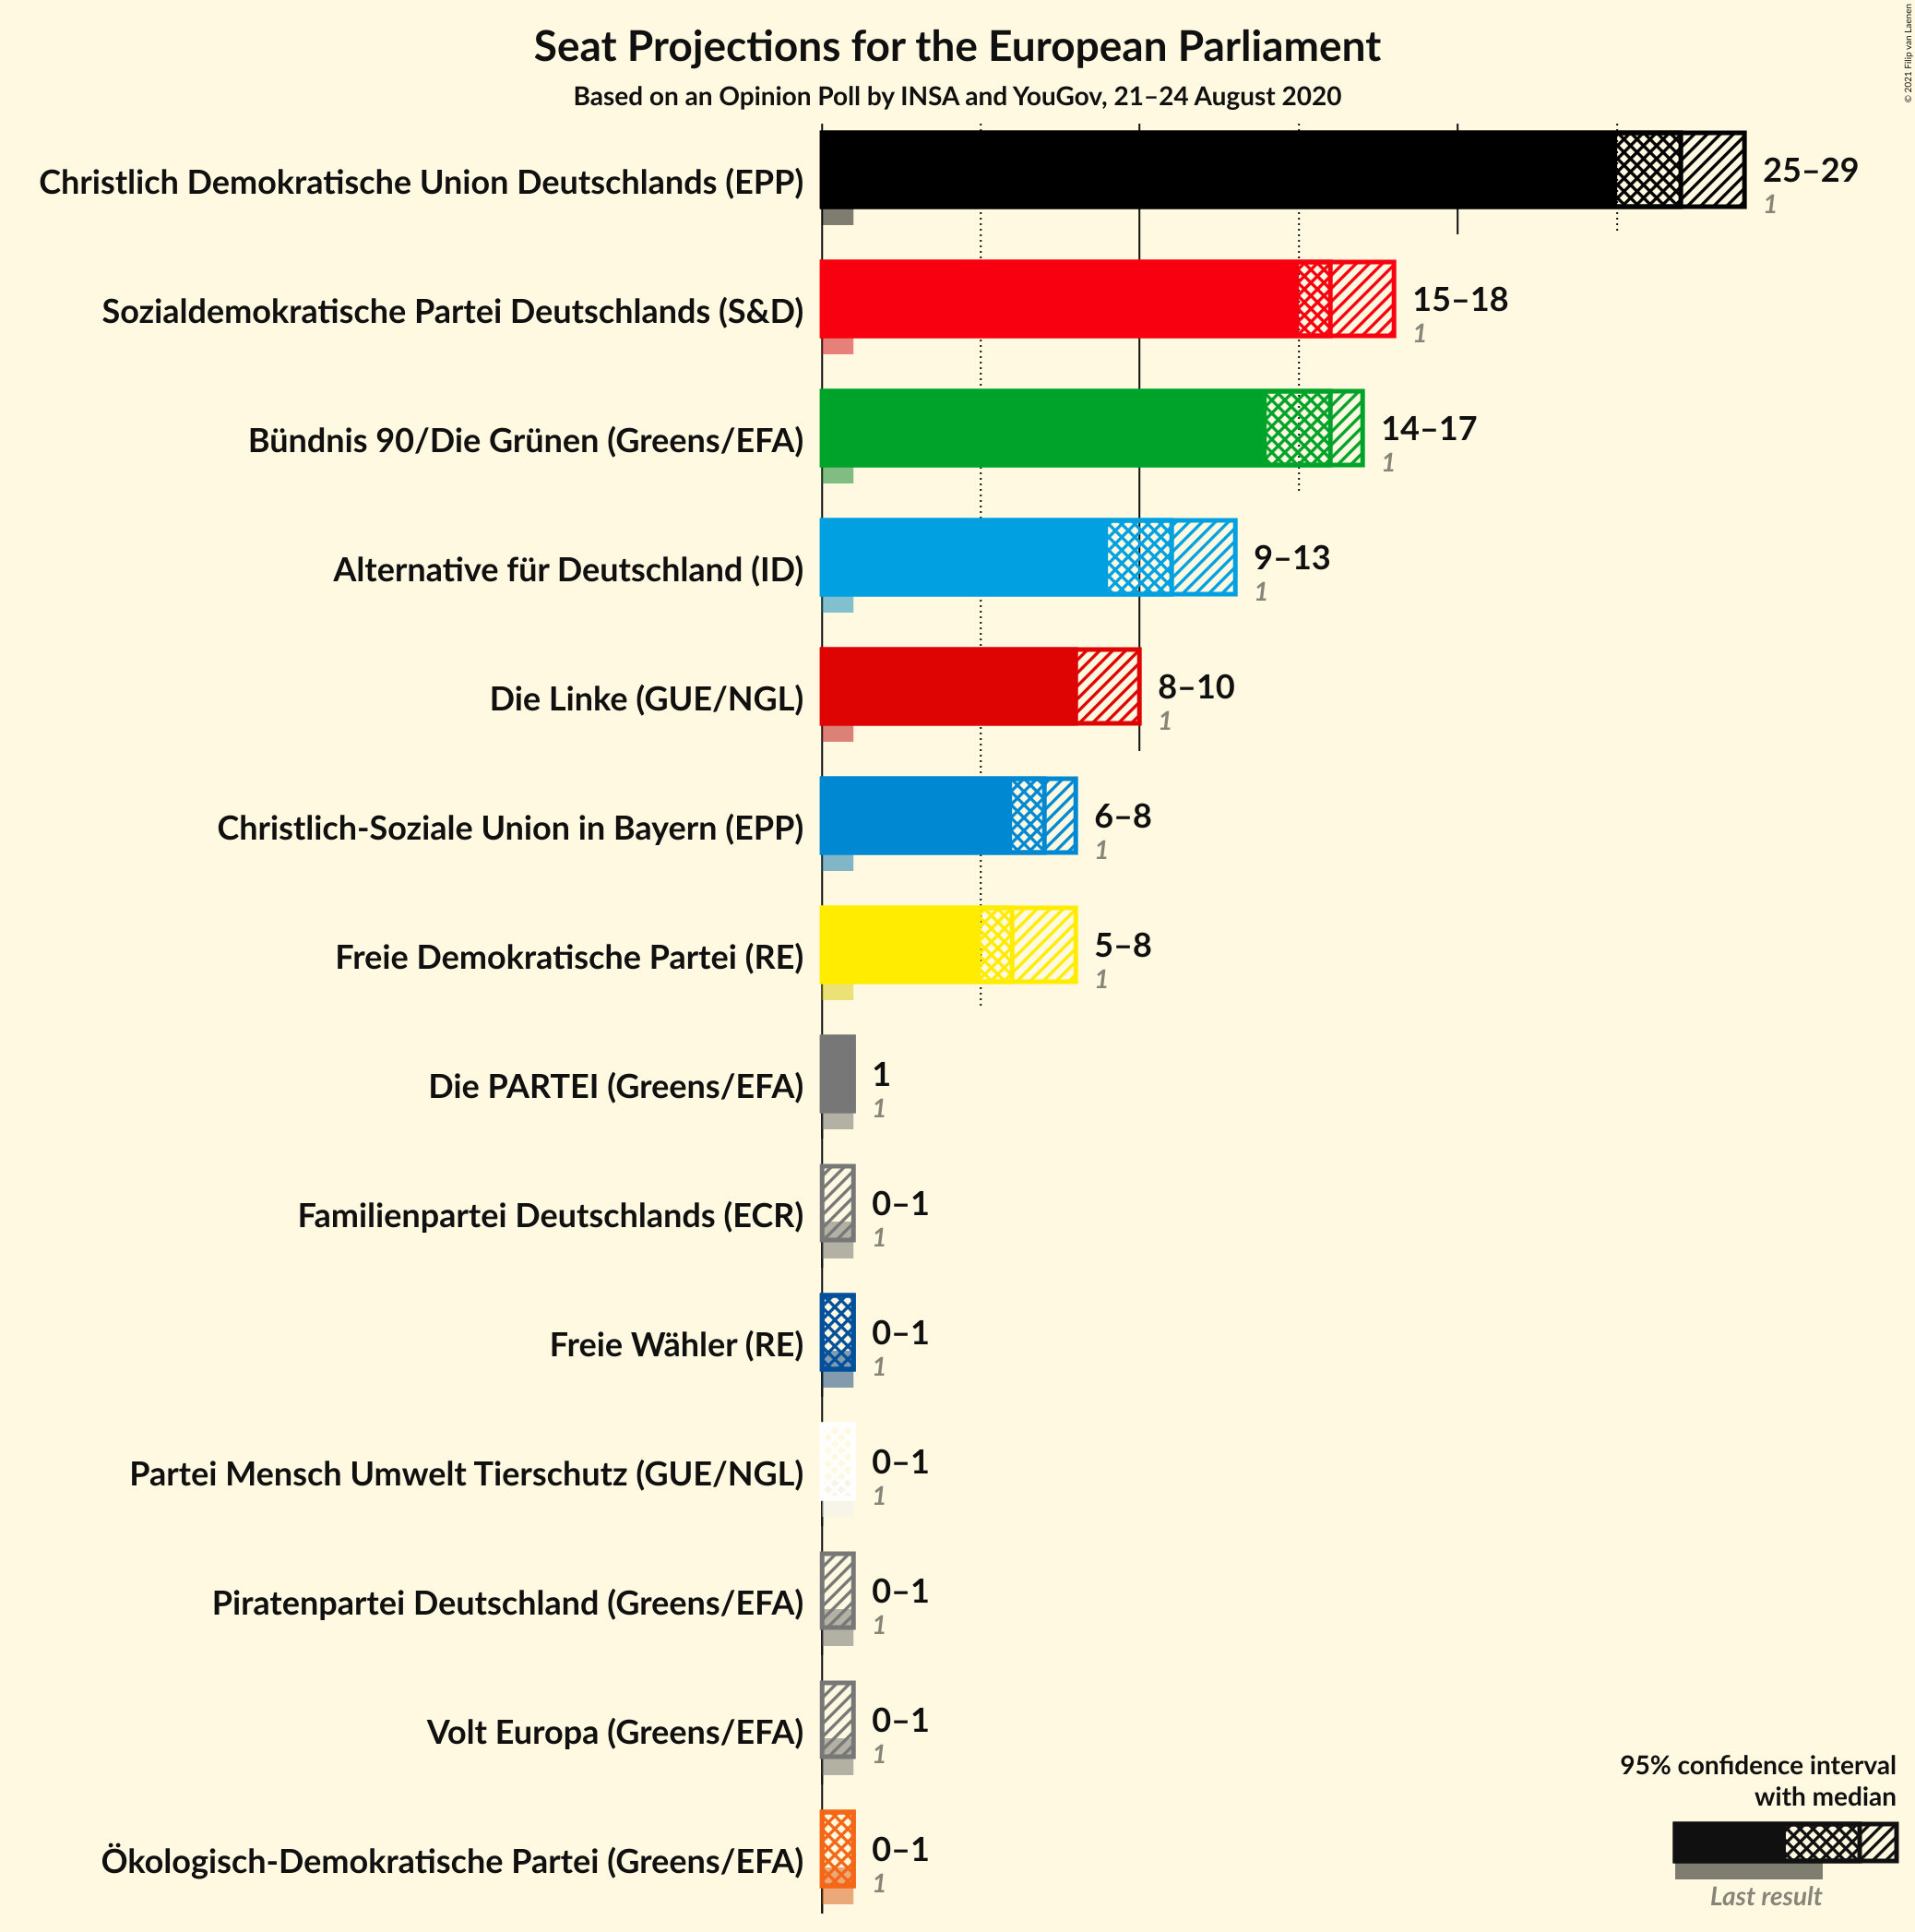 Seat Projections for the European Parliament
Based on an Opinion Poll by INSA and YouGov, 21–24 August 2020
© 2021 Filip van Laenen
Christlich Demokratische Union Deutschlands (EPP)
25–29
1
Sozialdemokratische Partei Deutschlands (S&D)
15–18
1
Bündnis 90/Die Grünen (Greens/EFA)
14–17
1
Alternative für Deutschland (ID)
9–13
1
Die Linke (GUE/NGL)
8–10
1
Christlich-Soziale Union in Bayern (EPP)
6–8
1
Freie Demokratische Partei (RE)
5–8
1
Die PARTEI (Greens/EFA)
1
1
Familienpartei Deutschlands (ECR)
0–1
1
Freie Wähler (RE)
0–1
1
Partei Mensch Umwelt Tierschutz (GUE/NGL)
0–1
1
Piratenpartei Deutschland (Greens/EFA)
0–1
1
Volt Europa (Greens/EFA)
0–1
1
Ökologisch-Demokratische Partei (Greens/EFA)
0–1
1
95% confidence interval
with median
Last result